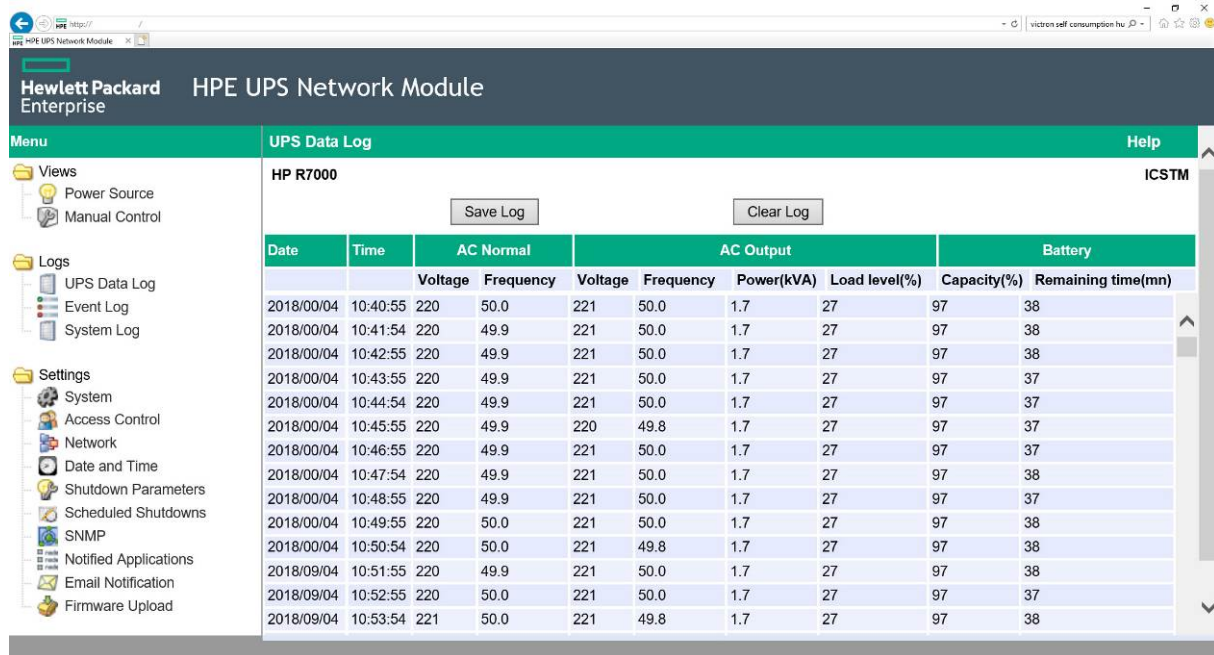 HPE http:// /
victron self consumption hu
HPE HPE UPS Network Module
Hewlett Packard
Enterprise
HPE UPS Network Module
Menu
Views
Power Source
Manual Control
Logs
UPS Data Log
Event Log
System Log
Settings
System
Access Control
Network
Date and Time
Shutdown Parameters
Scheduled Shutdowns
SNMP
Notified Applications
Email Notification
Firmware Upload
UPS Data Log Help
HP R7000 ICSTM
Save Log Clear Log
Date Time AC Normal AC Output Battery
Voltage Frequency Voltage Frequency Power(kVA) Load level(%) Capacity(%) Remaining time(mn)
2018/00/04 10:40:55 220 50.0 221 50.0 1.7 27 97 38
2018/00/04 10:41:54 220 49.9 221 50.0 1.7 27 97 38
2018/00/04 10:42:55 220 49.9 221 50.0 1.7 27 97 38
2018/00/04 10:43:55 220 49.9 221 50.0 1.7 27 97 37
2018/00/04 10:44:54 220 49.9 221 50.0 1.7 27 97 37
2018/00/04 10:45:55 220 49.9 220 49.8 1.7 27 97 37
2018/00/04 10:46:55 220 49.9 221 50.0 1.7 27 97 37
2018/00/04 10:47:54 220 49.9 221 50.0 1.7 27 97 38
2018/00/04 10:48:55 220 49.9 221 50.0 1.7 27 97 37
2018/00/04 10:49:55 220 50.0 221 50.0 1.7 27 97 38
2018/00/04 10:50:54 220 50.0 221 49.8 1.7 27 97 38
2018/09/04 10:51:55 220 49.9 221 50.0 1.7 27 97 38
2018/09/04 10:52:55 220 50.0 221 50.0 1.7 27 97 37
2018/09/04 10:53:54 221 50.0 221 49.8 1.7 27 97 38